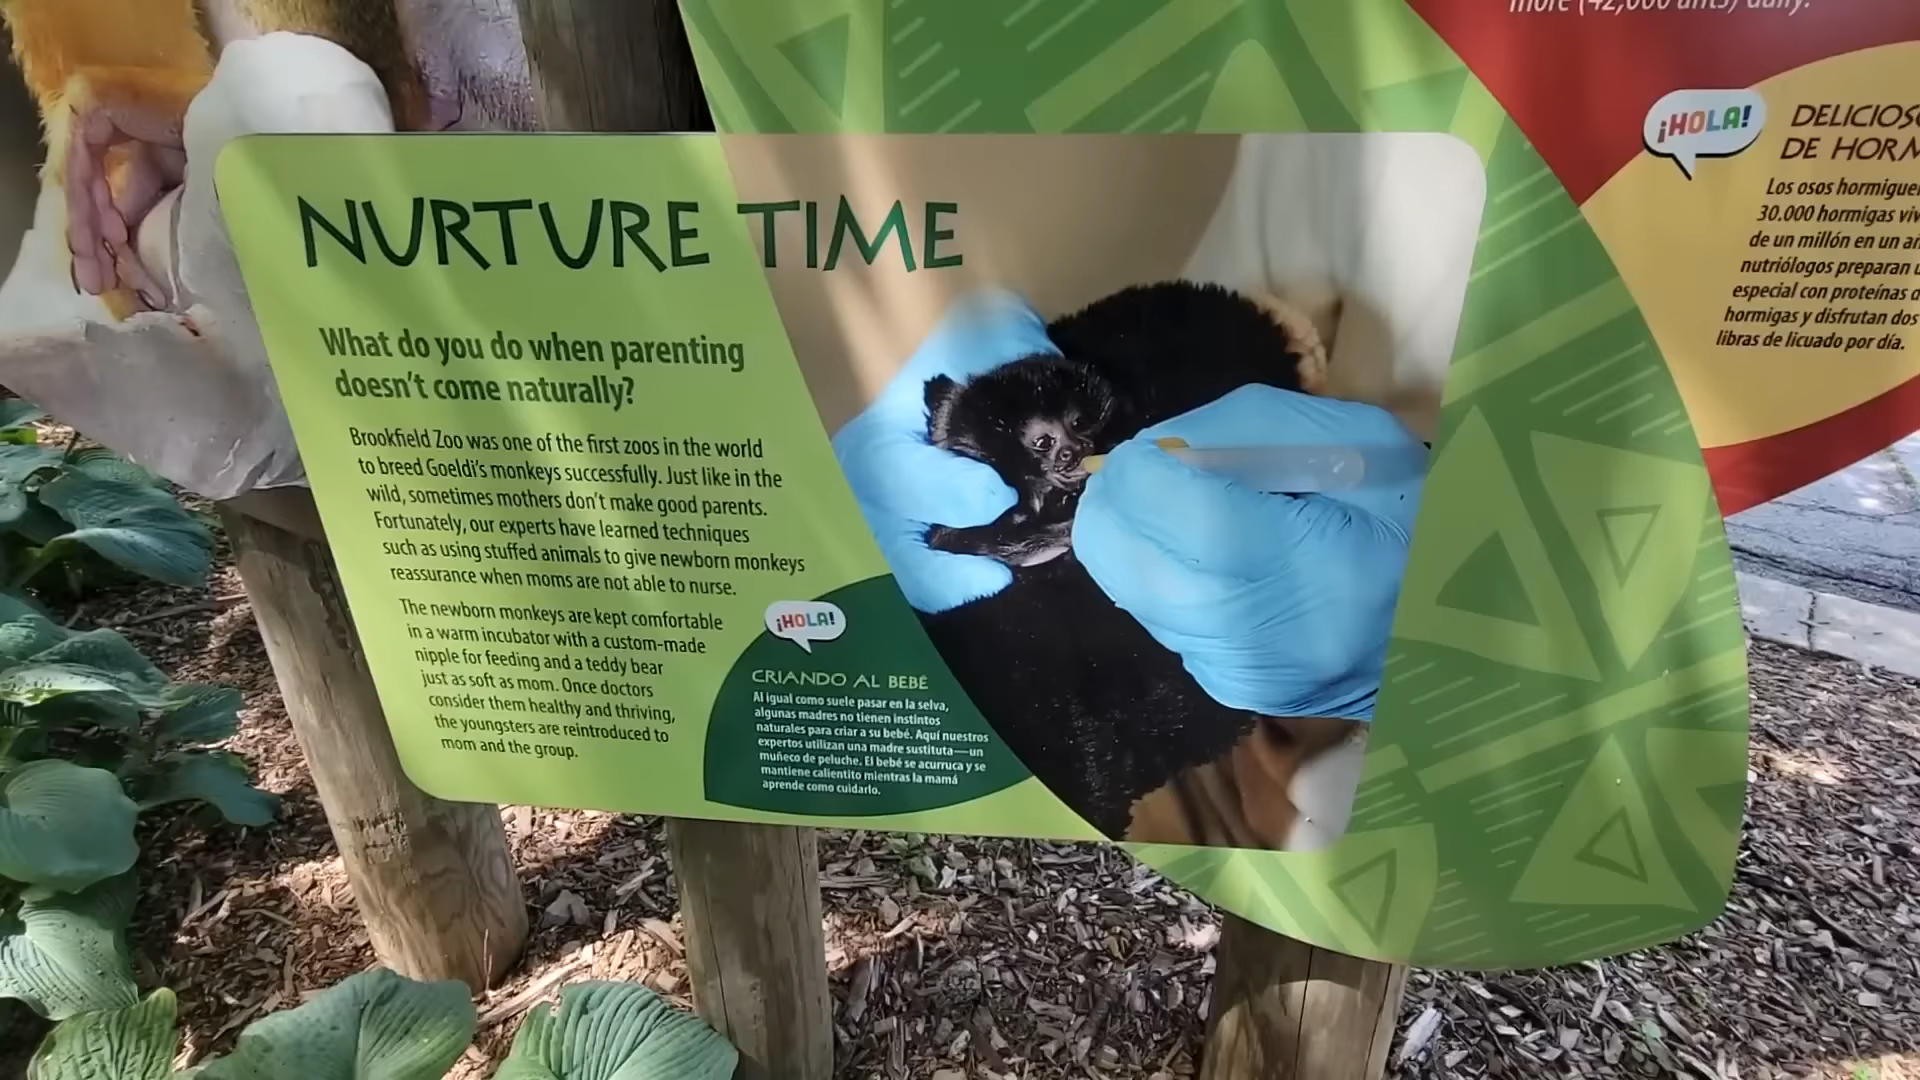 NURTURE TIME
What do you do when parenting
doesn't come naturally?
Brookfield Zoo was one of the first zoos in the world
to breed Goeldi's monkeys successfully. Just like in the
wild, sometimes mothers don't make good parents.
Fortunately, our experts have learned techniques
such as using stuffed animals to give newborn monkeys
reassurance when moms are not able to nurse.
The newborn monkeys are kept comfortable
in a warm incubator with a custom-made
nipple for feeding and a teddy bear
just as soft as mom. Once doctors
consider them healthy and thriving,
the youngsters are reintroduced to
mom and the group.
¡HOLA!
CRIANDO AL BEBÉ
Al igual como suele pasar en la selva,
algunas madres no tienen instintos
naturales para criar a su bebé. Aquí nuestros
expertos utilizan una madre sustituta—un
muñeco de peluche. El bebé se acurruca y se
mantiene calientito mientras la mamá
aprende como cuidarlo.
more (42,000 ants) daily.
¡HOLA!
DELICIOSO
DE
Los osos
30.000 hormigas
de un millón en un
nutriólogos preparan
especial con proteínas
hormigas y disfrutan dos
libras de licuado por día.